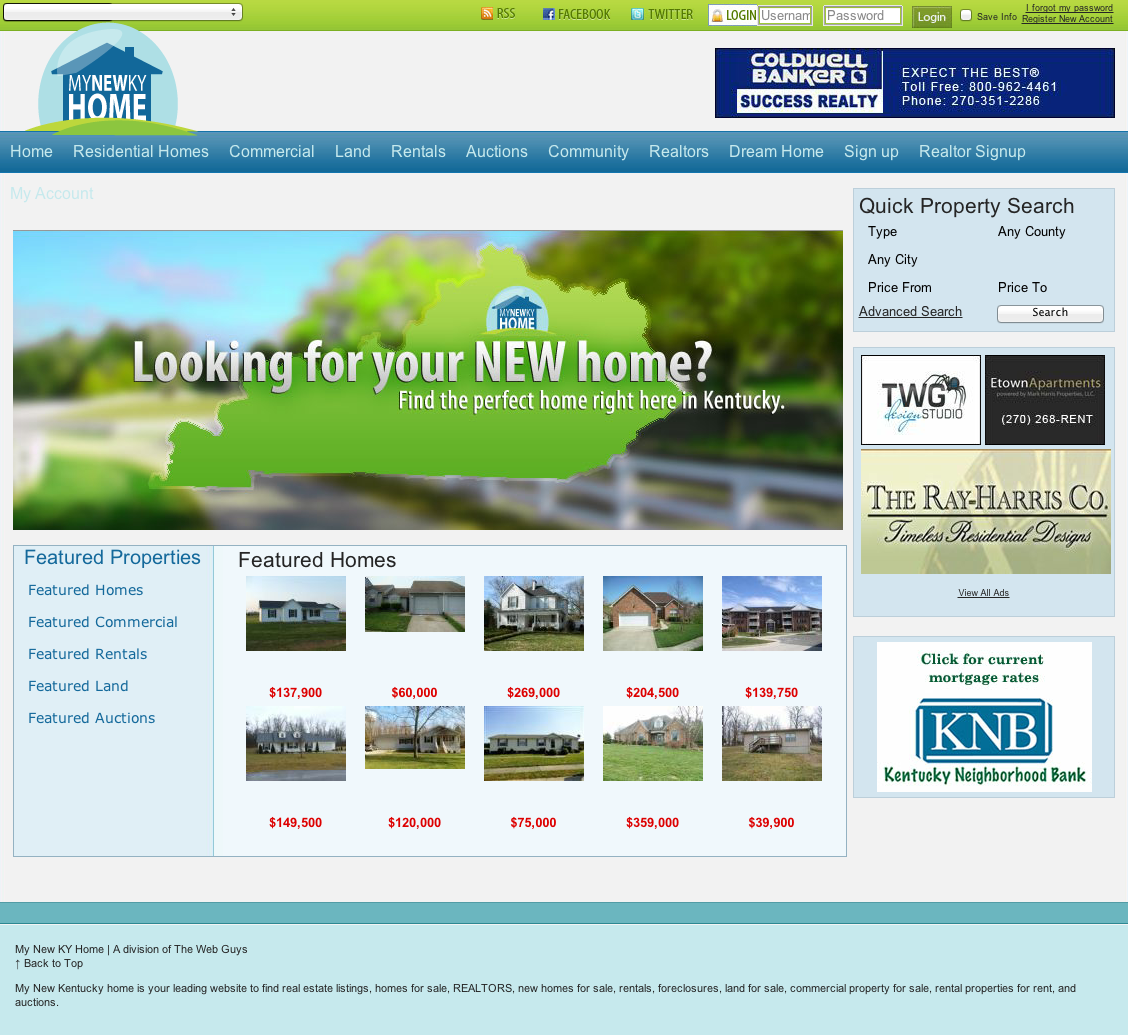 RSS
FACEBOOK
TWITTER
LOGIN
Usernam
Password
Login
Save Info
I forgot my password
Register New Account
MYNEWKY
HOME
COLDWELL
BANKER
SUCCESS REALTY
EXPECT THE BEST®
Toll Free: 800-962-4461
Phone: 270-351-2286
Home
Residential Homes
Commercial
Land
Rentals
Auctions
Community
Realtors
Dream Home
Sign up
Realtor Signup
My Account
MYNEWKY
HOME
Looking for your NEW home?
Find the perfect home right here in Kentucky.
Quick Property Search
Type
Any County
Any City
Price From
Price To
Advanced Search
Search
TWG
design STUDIO
EtownApartments
powered by Mark Harris Properties, LLC.
(270) 268-RENT
THE RAY-HARRIS CO.
Timeless Residential Designs
View All Ads
Click for current
mortgage rates
KNB
Kentucky Neighborhood Bank
Featured Properties
Featured Homes
Featured Commercial
Featured Rentals
Featured Land
Featured Auctions
Featured Homes
$137,900
$60,000
$269,000
$204,500
$139,750
$149,500
$120,000
$75,000
$359,000
$39,900
My New KY Home | A division of The Web Guys
↑ Back to Top
My New Kentucky home is your leading website to find real estate listings, homes for sale, REALTORS, new homes for sale, rentals, foreclosures, land for sale, commercial property for sale, rental properties for rent, and
auctions.